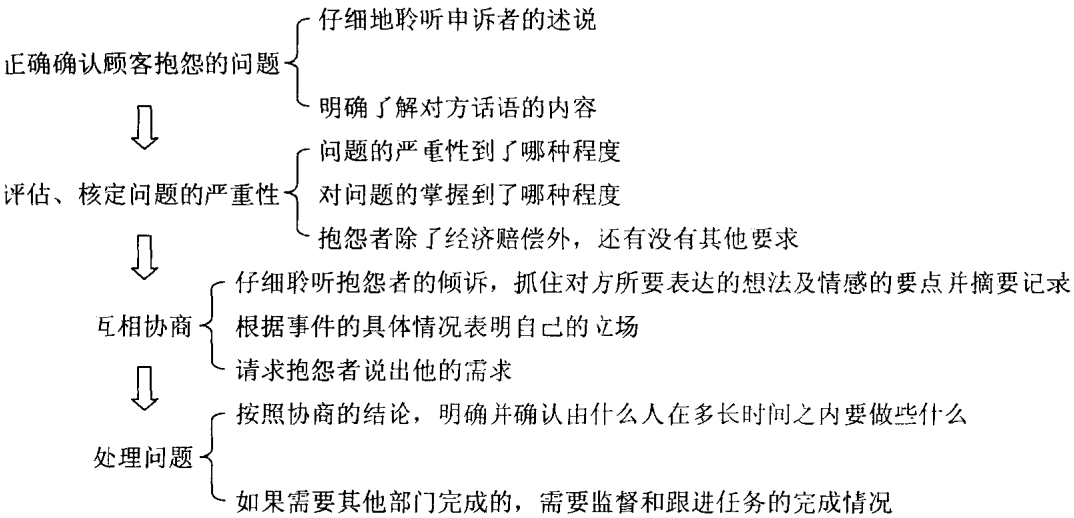 正确确认顾客抱怨的问题
仔细地聆听申诉者的述说
明确了解对方话语的内容
评估、核定问题的严重性
问题的严重性到了哪种程度
对问题的掌握到了哪种程度
抱怨者除了经济赔偿外，还有没有其他要求
互相协商
仔细聆听抱怨者的倾诉，抓住对方所要表达的想法及情感的要点并摘要记录
根据事件的具体情况表明自己的立场
请求抱怨者说出他的需求
处理问题
按照协商的结论，明确并确认由什么人在多长时间之内要做些什么
如果需要其他部门完成的，需要监督和跟进任务的完成情况